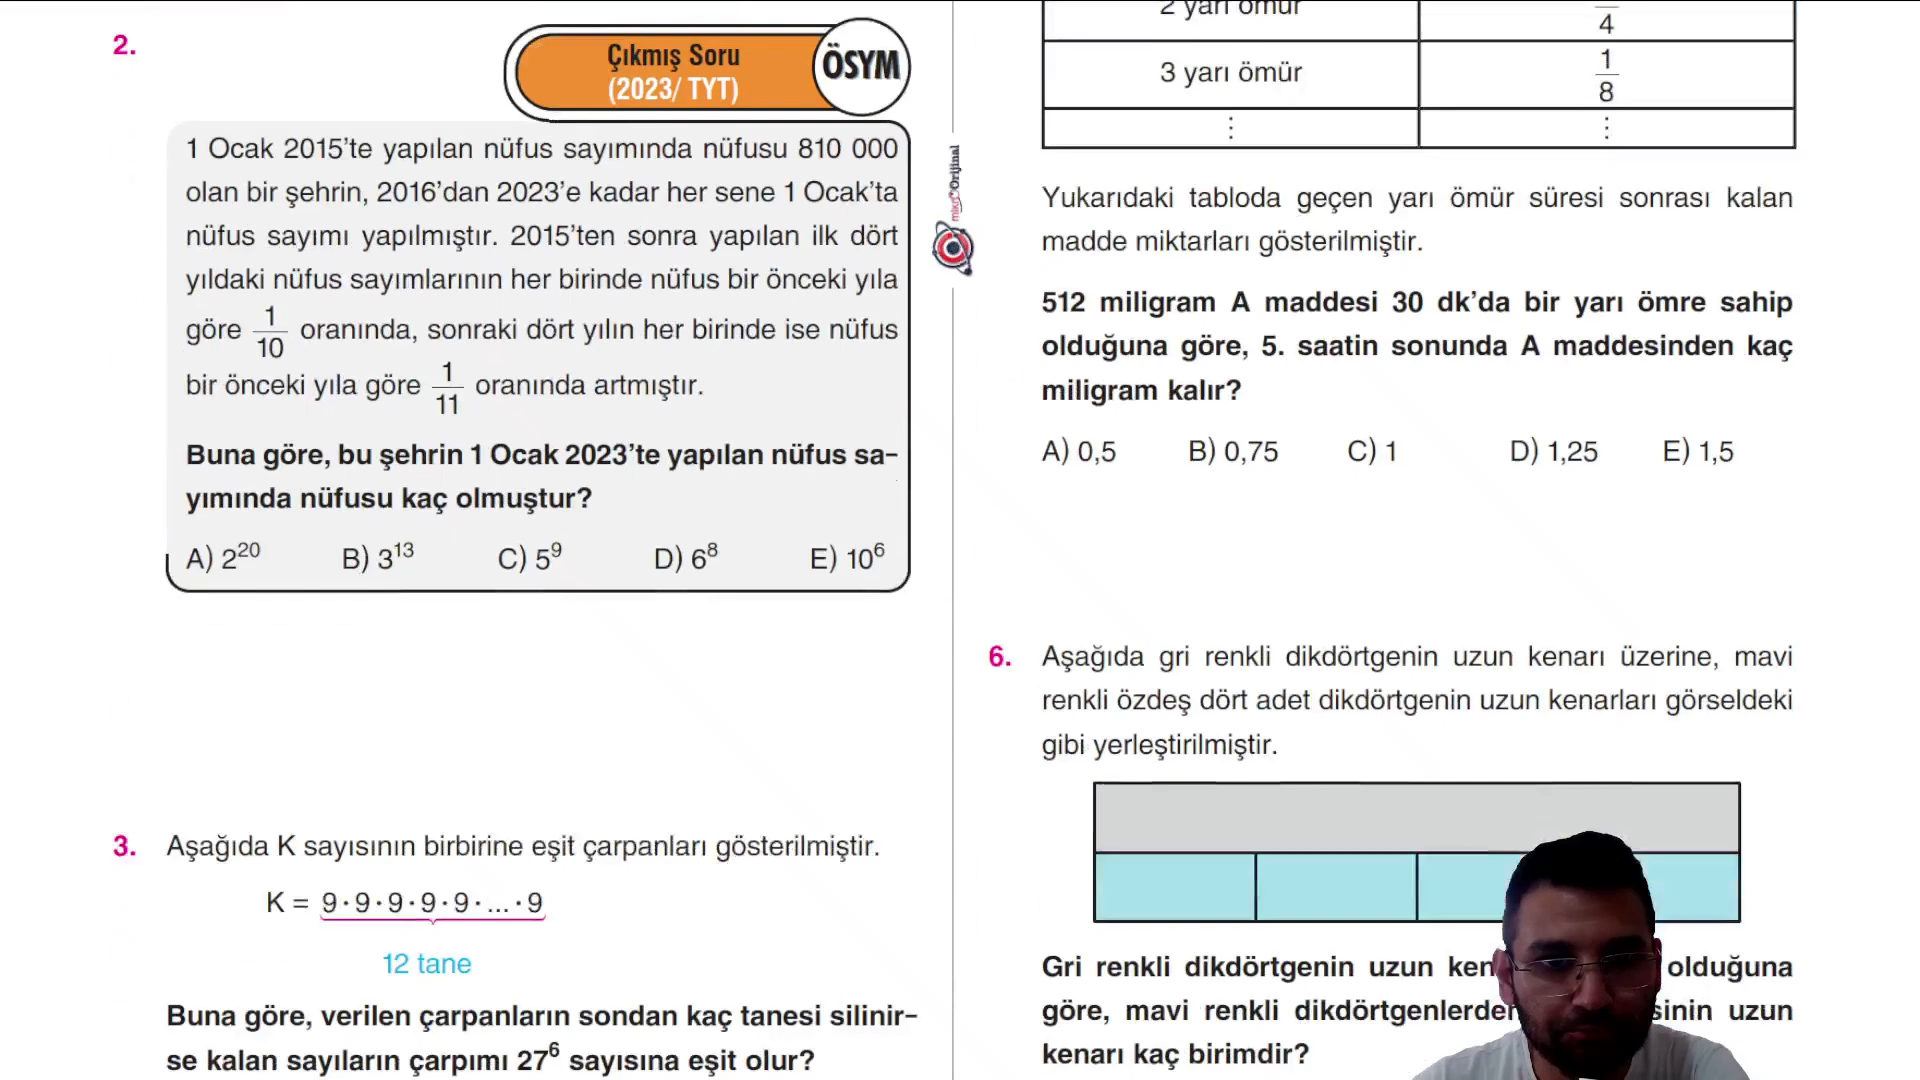 2.
Çıkmış Soru
(2023/ TYT)
ÖSYM
1 Ocak 2015’te yapılan nüfus sayımında nüfusu 810 000
olan bir şehrin, 2016’dan 2023’e kadar her sene 1 Ocak’ta
nüfus sayımı yapılmıştır. 2015’ten sonra yapılan ilk dört
yıldaki nüfus sayımlarının her birinde nüfus bir önceki yıla
göre 1/10 oranında, sonraki dört yılın her birinde ise nüfus
bir önceki yıla göre 1/11 oranında artmıştır.
Buna göre, bu şehrin 1 Ocak 2023’te yapılan nüfus sa-
yımında nüfusu kaç olmuştur?
A) 2^20 B) 3^13 C) 5^9 D) 6^8 E) 10^6
3. Aşağıda K sayısının birbirine eşit çarpanları gösterilmiştir.
K = 9·9·9·9·9·...·9
12 tane
Buna göre, verilen çarpanların sondan kaç tanesi silinir-
se kalan sayıların çarpımı 27^6 sayısına eşit olur?
mikro Orijinal
2 yarı ömür 4
3 yarı ömür 1/8
⋮ ⋮
Yukarıdaki tabloda geçen yarı ömür süresi sonrası kalan
madde miktarları gösterilmiştir.
512 miligram A maddesi 30 dk’da bir yarı ömre sahip
olduğuna göre, 5. saatin sonunda A maddesinden kaç
miligram kalır?
A) 0,5 B) 0,75 C) 1 D) 1,25 E) 1,5
6. Aşağıda gri renkli dikdörtgenin uzun kenarı üzerine, mavi
renkli özdeş dört adet dikdörtgenin uzun kenarları görseldeki
gibi yerleştirilmiştir.
Gri renkli dikdörtgenin uzun olduğuna
göre, mavi renkli uzun
kenarı kaç birimdir?